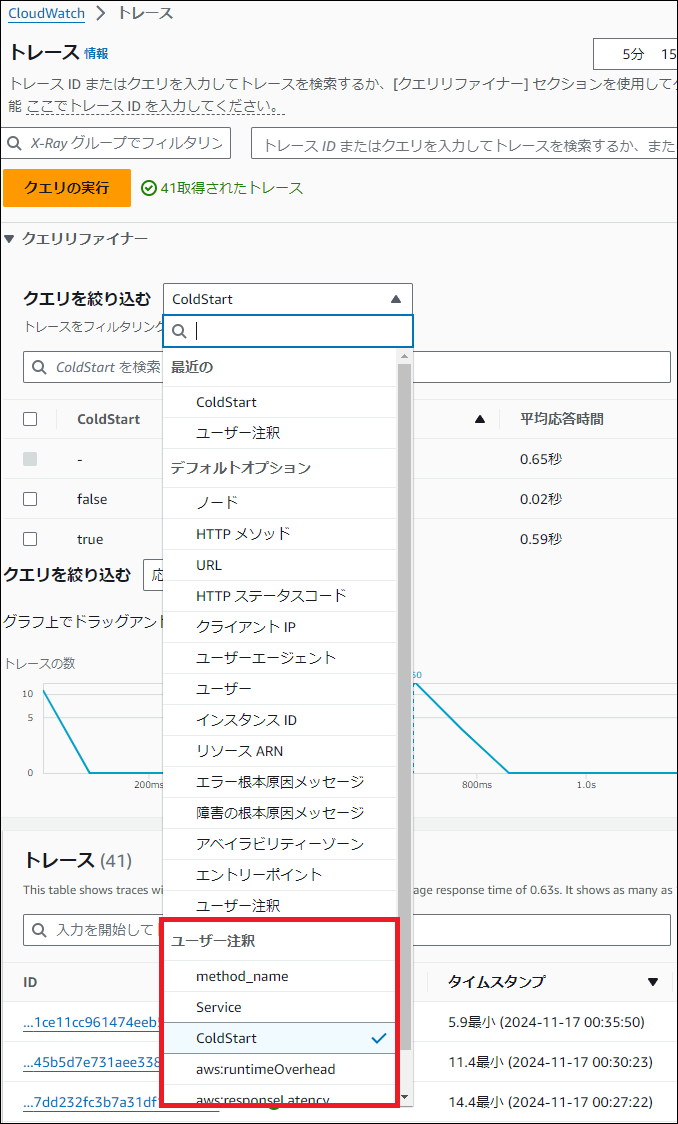 CloudWatch > トレース
トレース 情報
5分 15
トレース ID またはクエリを入力してトレースを検索するか、[クエリリファイナー] セクションを使用して
能 ここでトレース ID を入力してください。
X-Ray グループでフィルタリン
トレース ID またはクエリを入力してトレースを検索するか、また
クエリの実行
41取得されたトレース
クエリリファイナー
クエリを絞り込む
ColdStart
トレースをフィルタリング
ColdStart を検索
最近の
ColdStart
ユーザー注釈
デフォルトオプション
ノード
HTTP メソッド
URL
HTTP ステータスコード
クライアント IP
ユーザーエージェント
ユーザー
インスタンス ID
リソース ARN
エラー根本原因メッセージ
障害の根本原因メッセージ
アベイラビリティーゾーン
エントリーポイント
ユーザー注釈
ユーザー注釈
method_name
Service
ColdStart
aws:runtimeOverhead
aws:responseLatency
ColdStart
平均応答時間
-
0.65秒
false
0.02秒
true
0.59秒
クエリを絞り込む
応
グラフ上でドラッグアント
トレースの数
10
5
0
200ms
50
800ms
1.0s
トレース (41)
This table shows traces wi
age response time of 0.63s. It shows as many as
入力を開始して
ID
タイムスタンプ
...1ce11cc961474eeb
5.9最小 (2024-11-17 00:35:50)
...45b5d7e731aee338
11.4最小 (2024-11-17 00:30:23)
...7dd232fc3b7a31df
14.4最小 (2024-11-17 00:27:22)